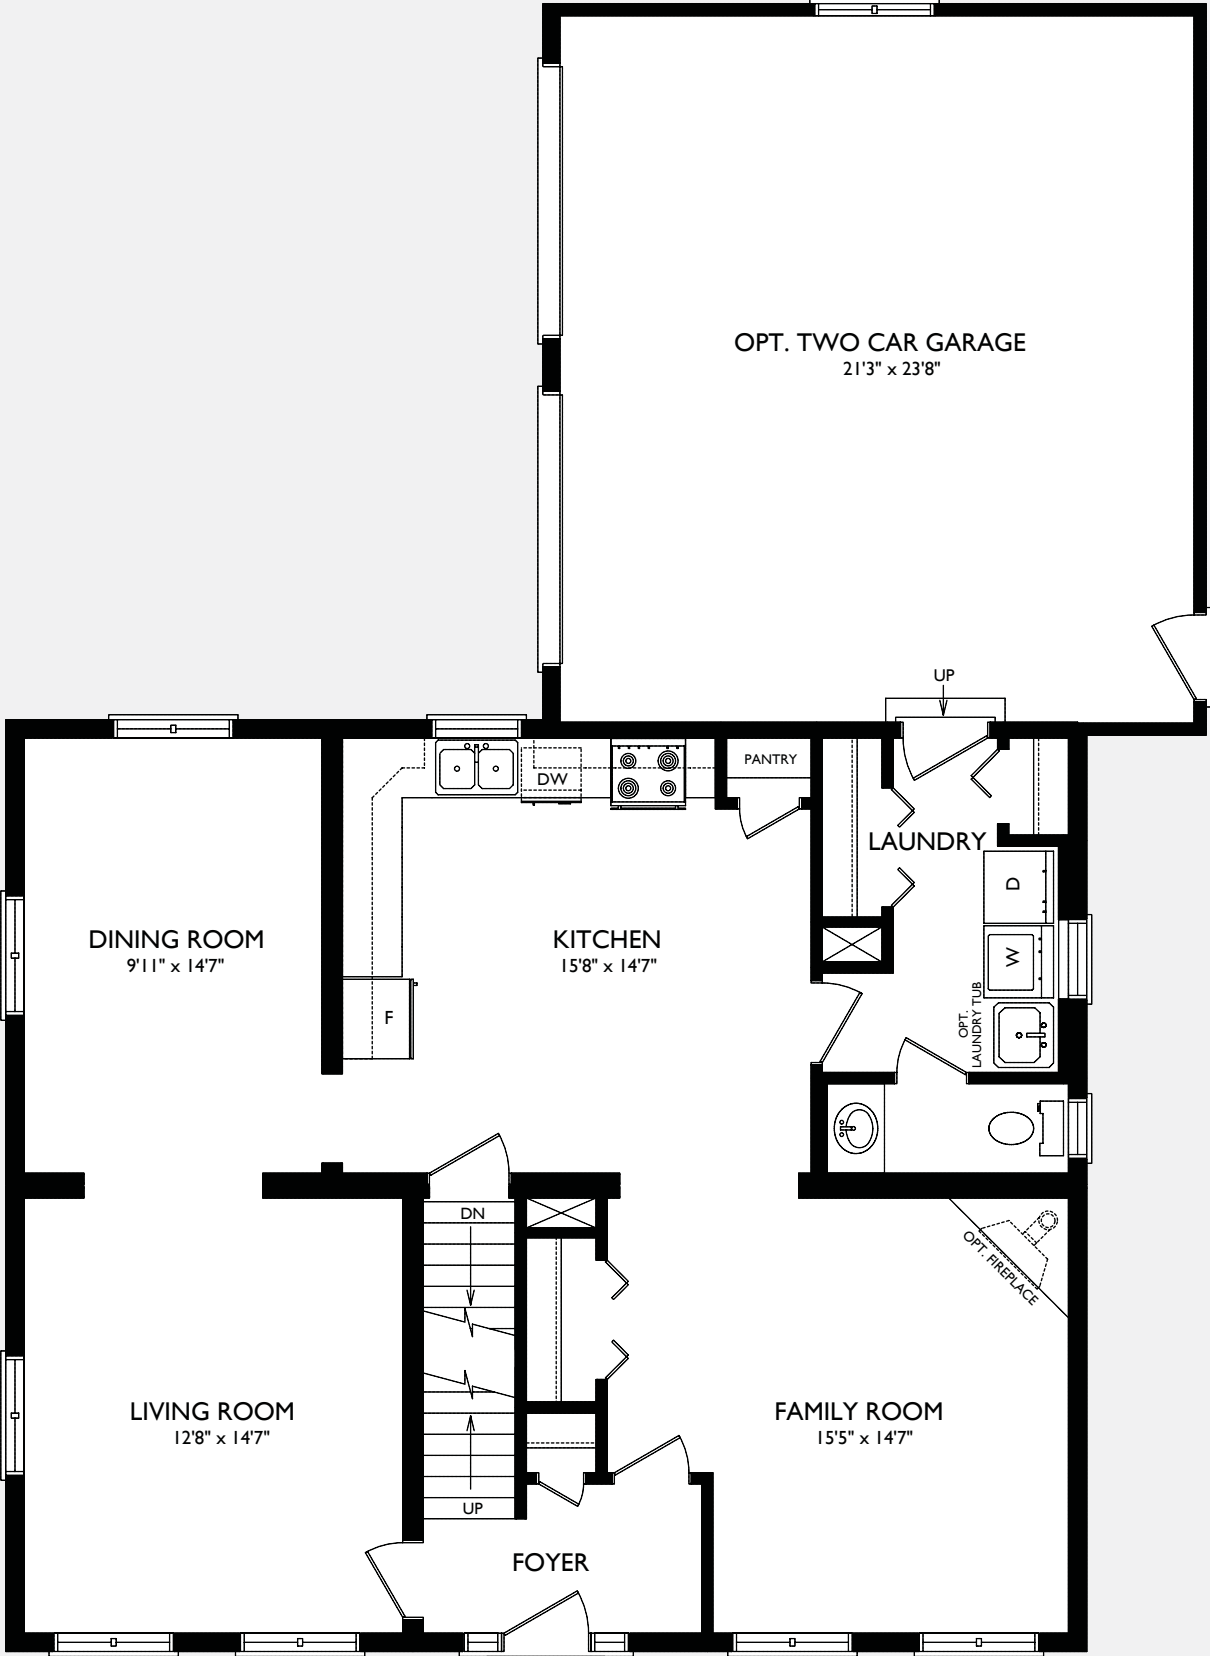 OPT. TWO CAR GARAGE
21'3" x 23'8"
UP
PANTRY
DW
LAUNDRY
D
DINING ROOM
9'11" x 14'7"
KITCHEN
15'8" x 14'7"
W
F
OPT.
LAUNDRY TUB
DN
OPT. FIREPLACE
LIVING ROOM
12'8" x 14'7"
FAMILY ROOM
15'5" x 14'7"
UP
FOYER